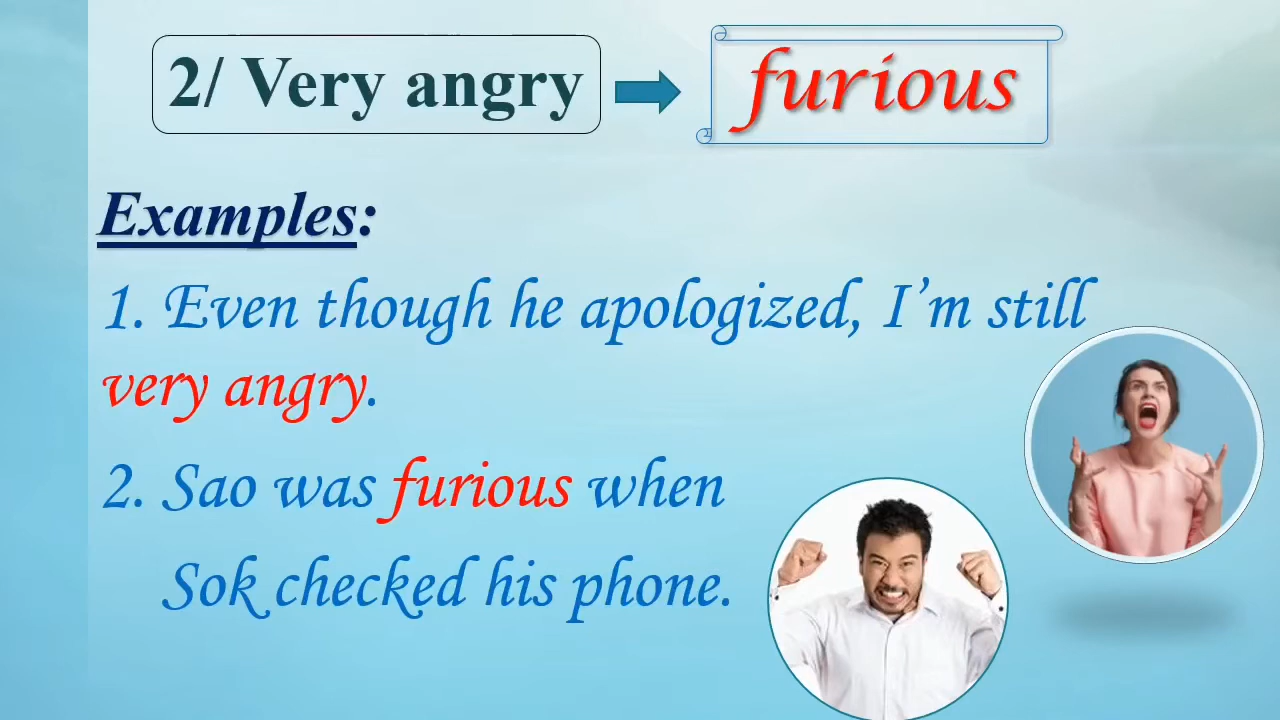 2/ Very angry
furious
Examples:
1. Even though he apologized, I’m still
very angry.
2. Sao was furious when
Sok checked his phone.